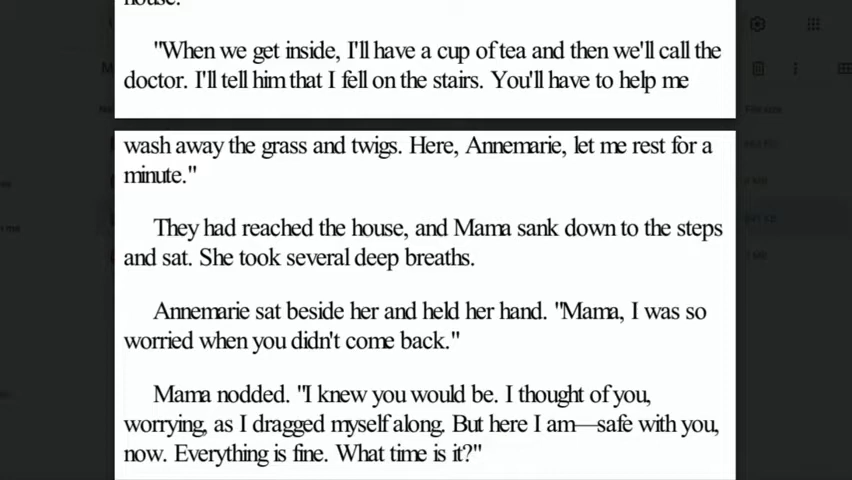 house.
"When we get inside, I'll have a cup of tea and then we'll call the
doctor. I'll tell him that I fell on the stairs. You'll have to help me
wash away the grass and twigs. Here, Annemarie, let me rest for a
minute."
They had reached the house, and Mama sank down to the steps
and sat. She took several deep breaths.
Annemarie sat beside her and held her hand. "Mama, I was so
worried when you didn't come back."
Mama nodded. "I knew you would be. I thought of you,
worrying, as I dragged myself along. But here I am—safe with you,
now. Everything is fine. What time is it?"
File size